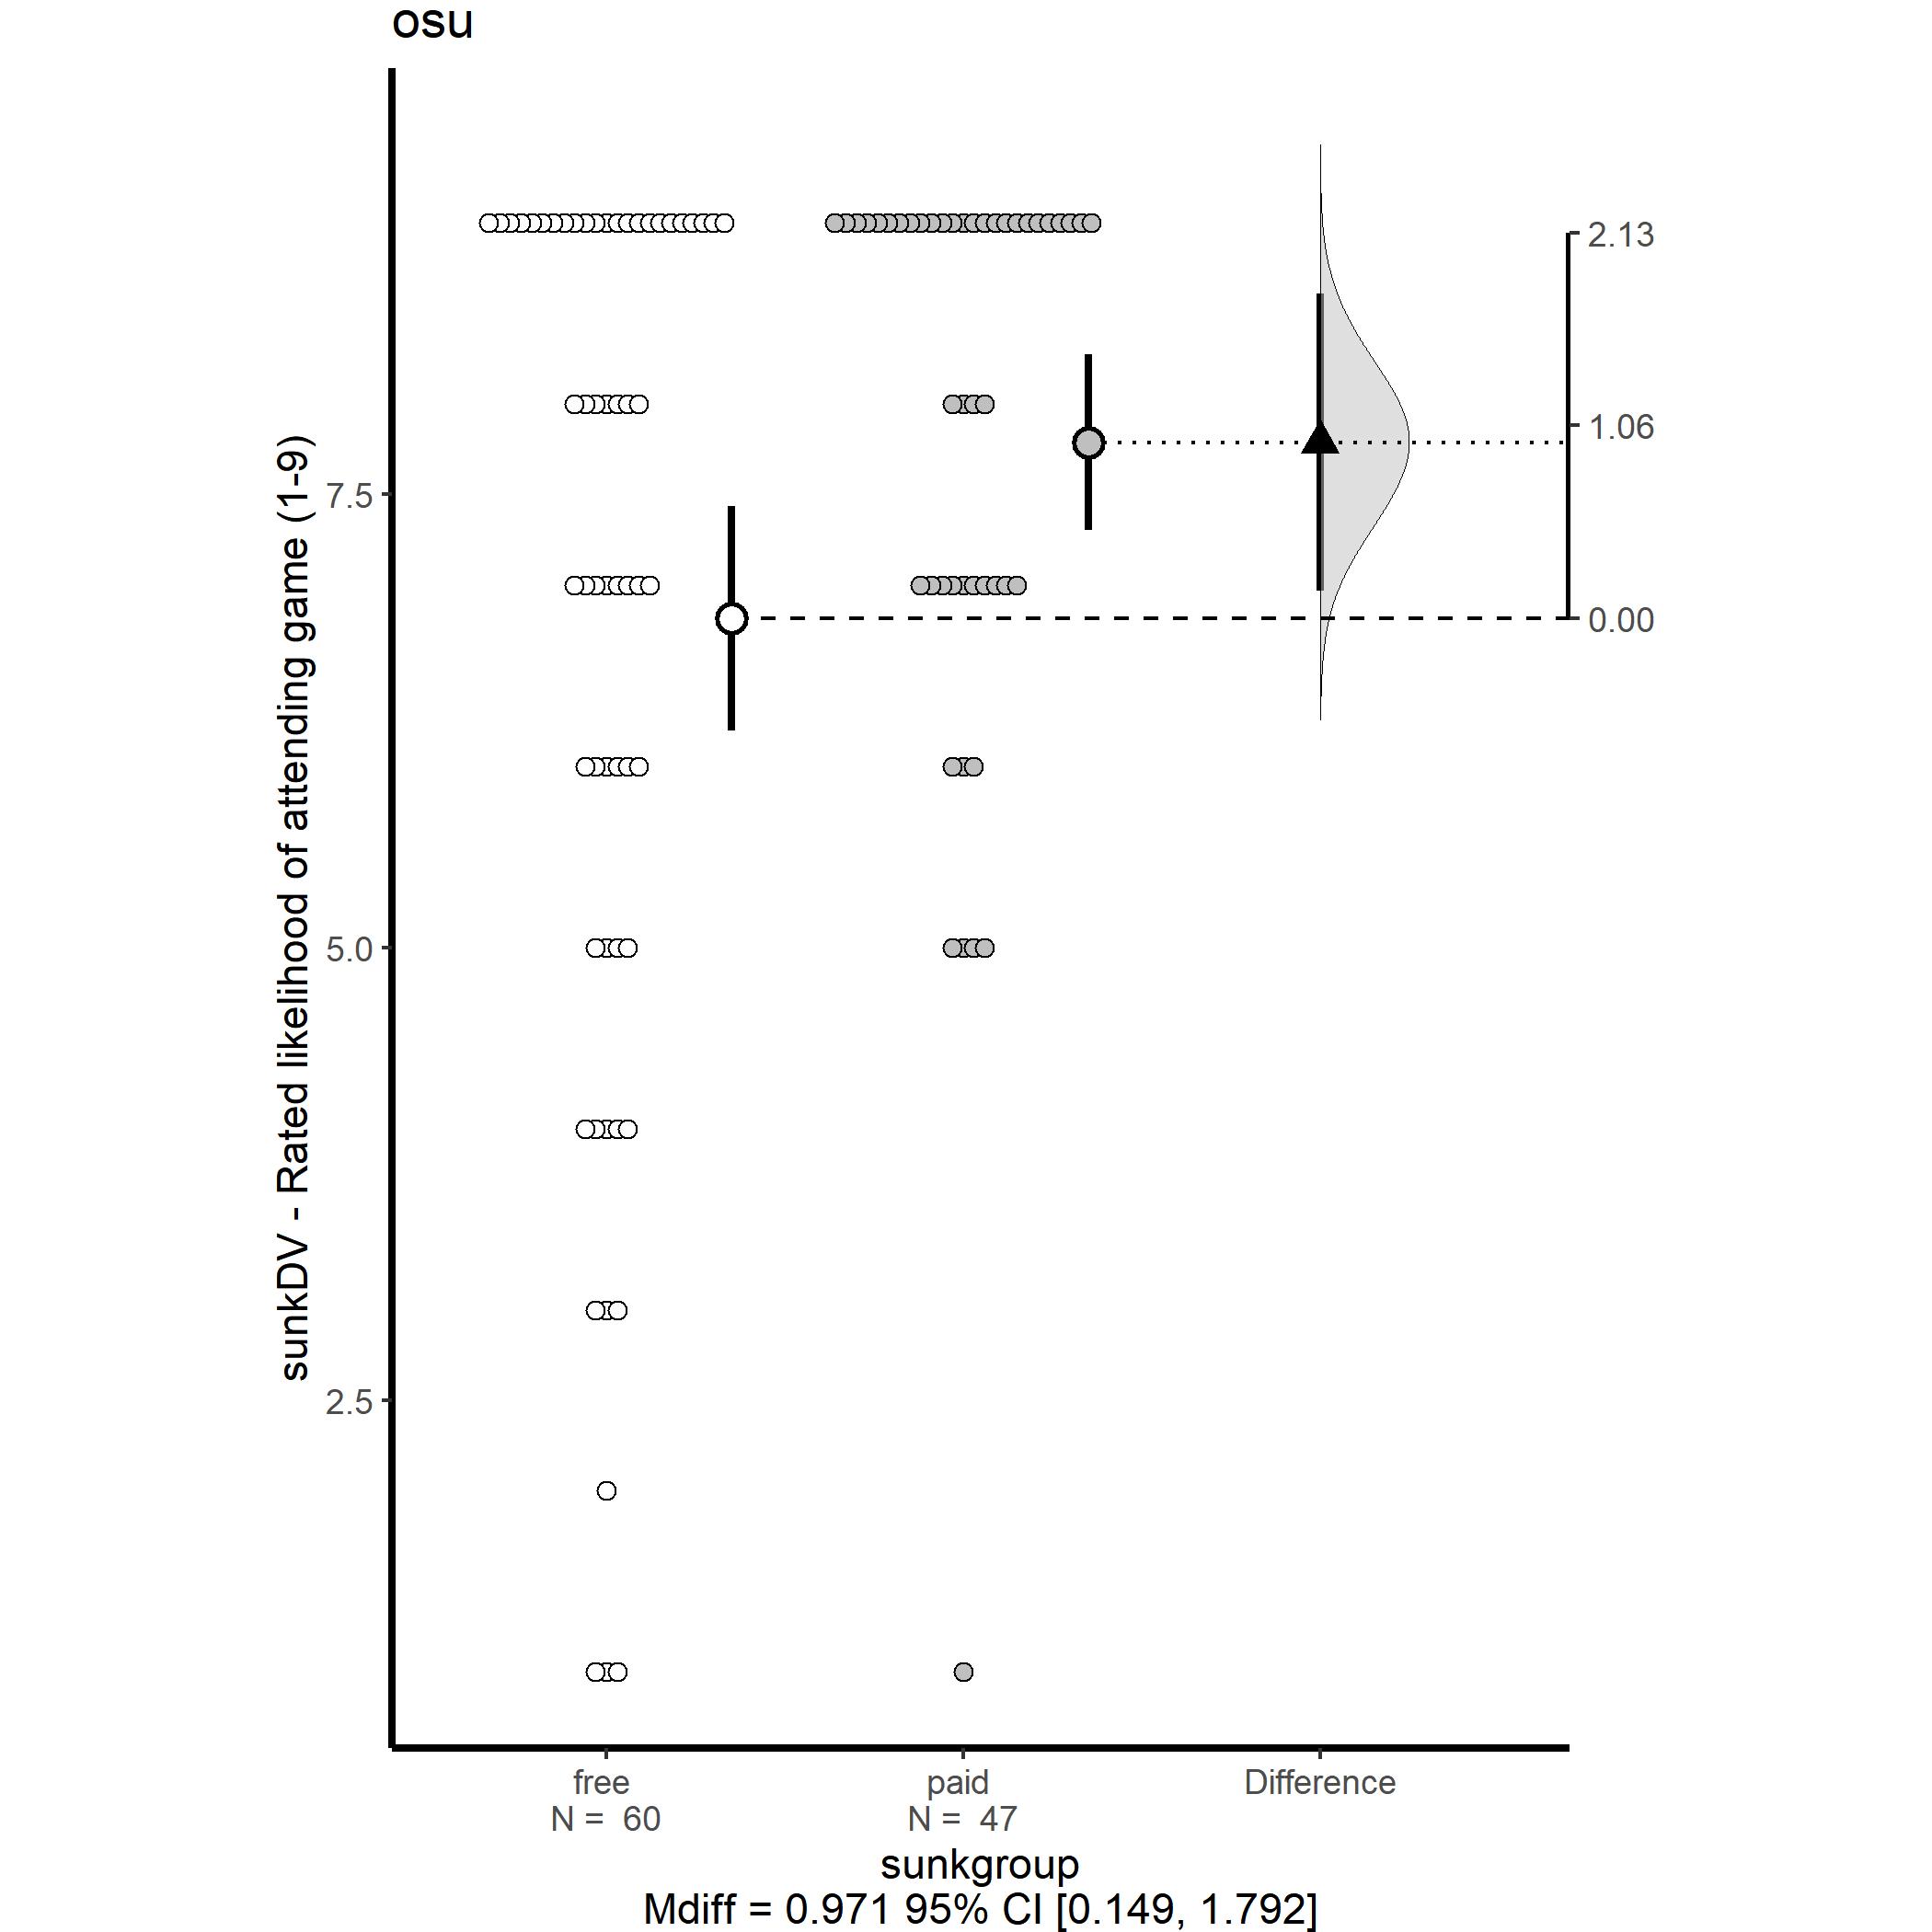 osu
sunkDV - Rated likelihood of attending game (1-9)
7.5
5.0
2.5
2.13
1.06
0.00
free
N =  60
paid
N =  47
Difference
sunkgroup
Mdiff = 0.971 95% CI [0.149, 1.792]